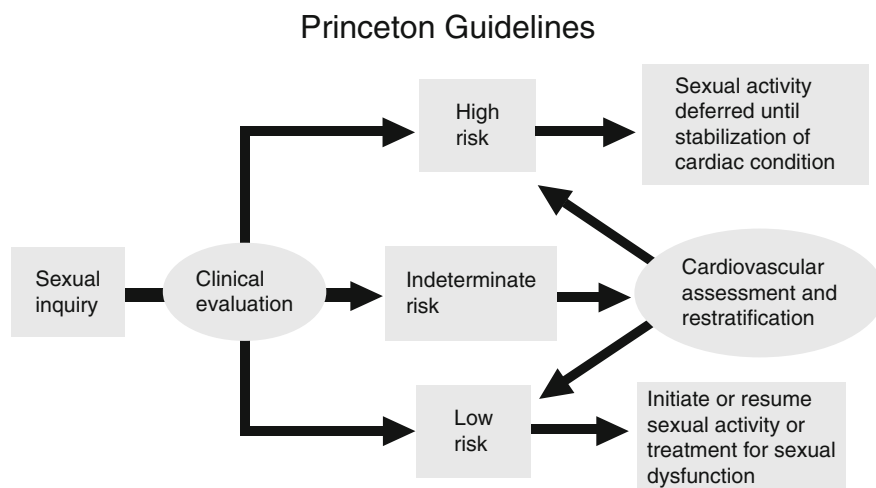 Princeton Guidelines
High
risk
Sexual activity
deferred until
stabilization of
cardiac condition
Sexual
inquiry
Clinical
evaluation
Indeterminate
risk
Cardiovascular
assessment and
restratification
Low
risk
Initiate or resume
sexual activity or
treatment for sexual
dysfunction